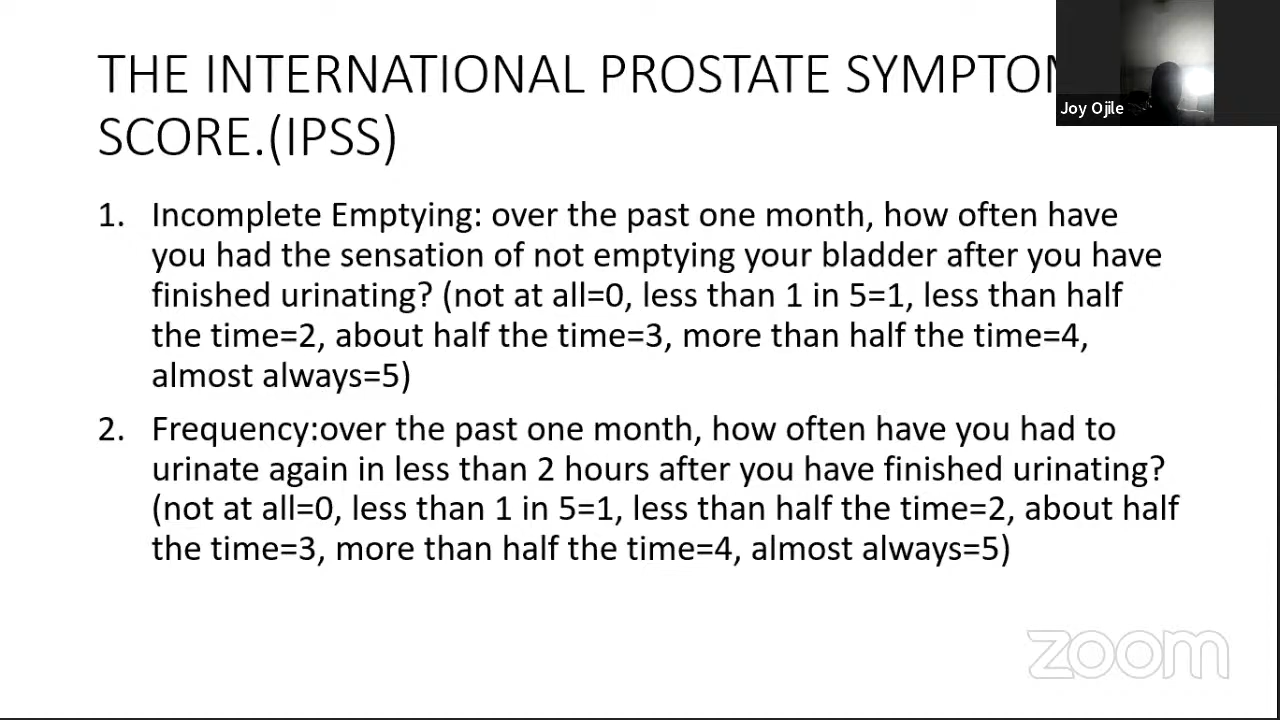 THE INTERNATIONAL PROSTATE SYMPTOM
SCORE.(IPSS)
Joy Ojile
1. Incomplete Emptying: over the past one month, how often have
you had the sensation of not emptying your bladder after you have
finished urinating? (not at all=0, less than 1 in 5=1, less than half
the time=2, about half the time=3, more than half the time=4,
almost always=5)
2. Frequency:over the past one month, how often have you had to
urinate again in less than 2 hours after you have finished urinating?
(not at all=0, less than 1 in 5=1, less than half the time=2, about half
the time=3, more than half the time=4, almost always=5)
zoom